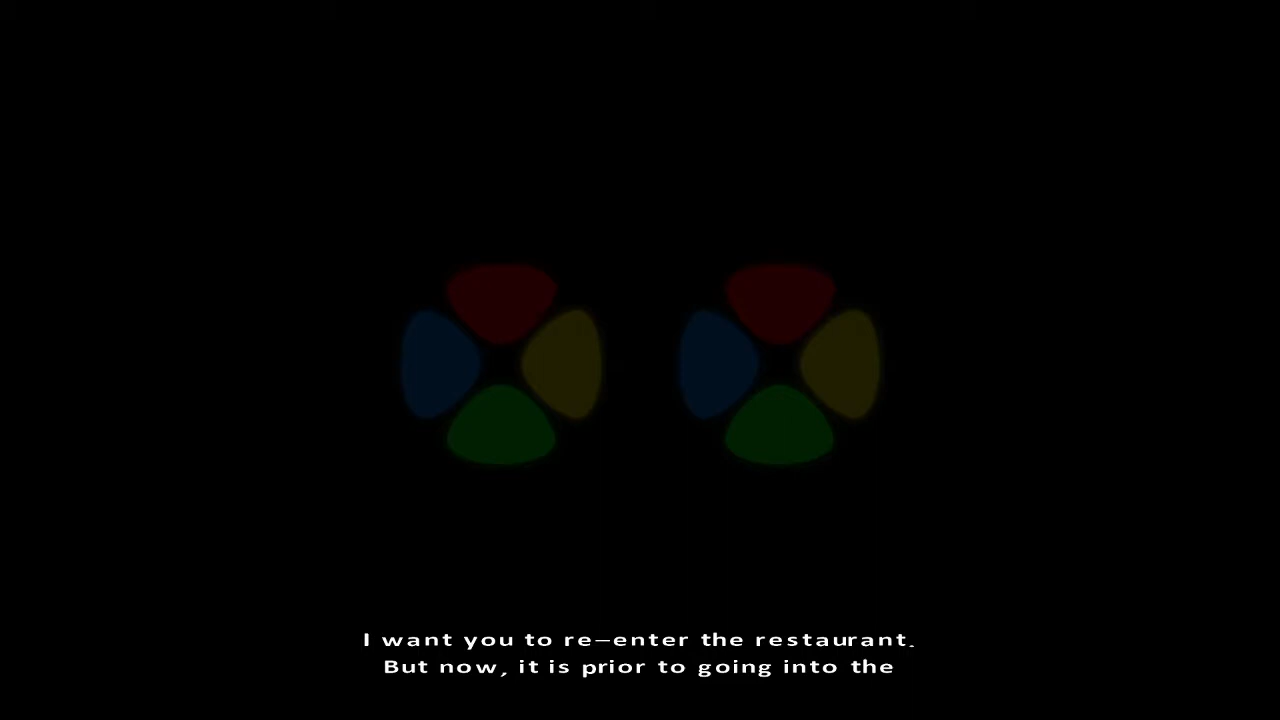 I want you to re—enter the restaurant.
But now, it is prior to going into the